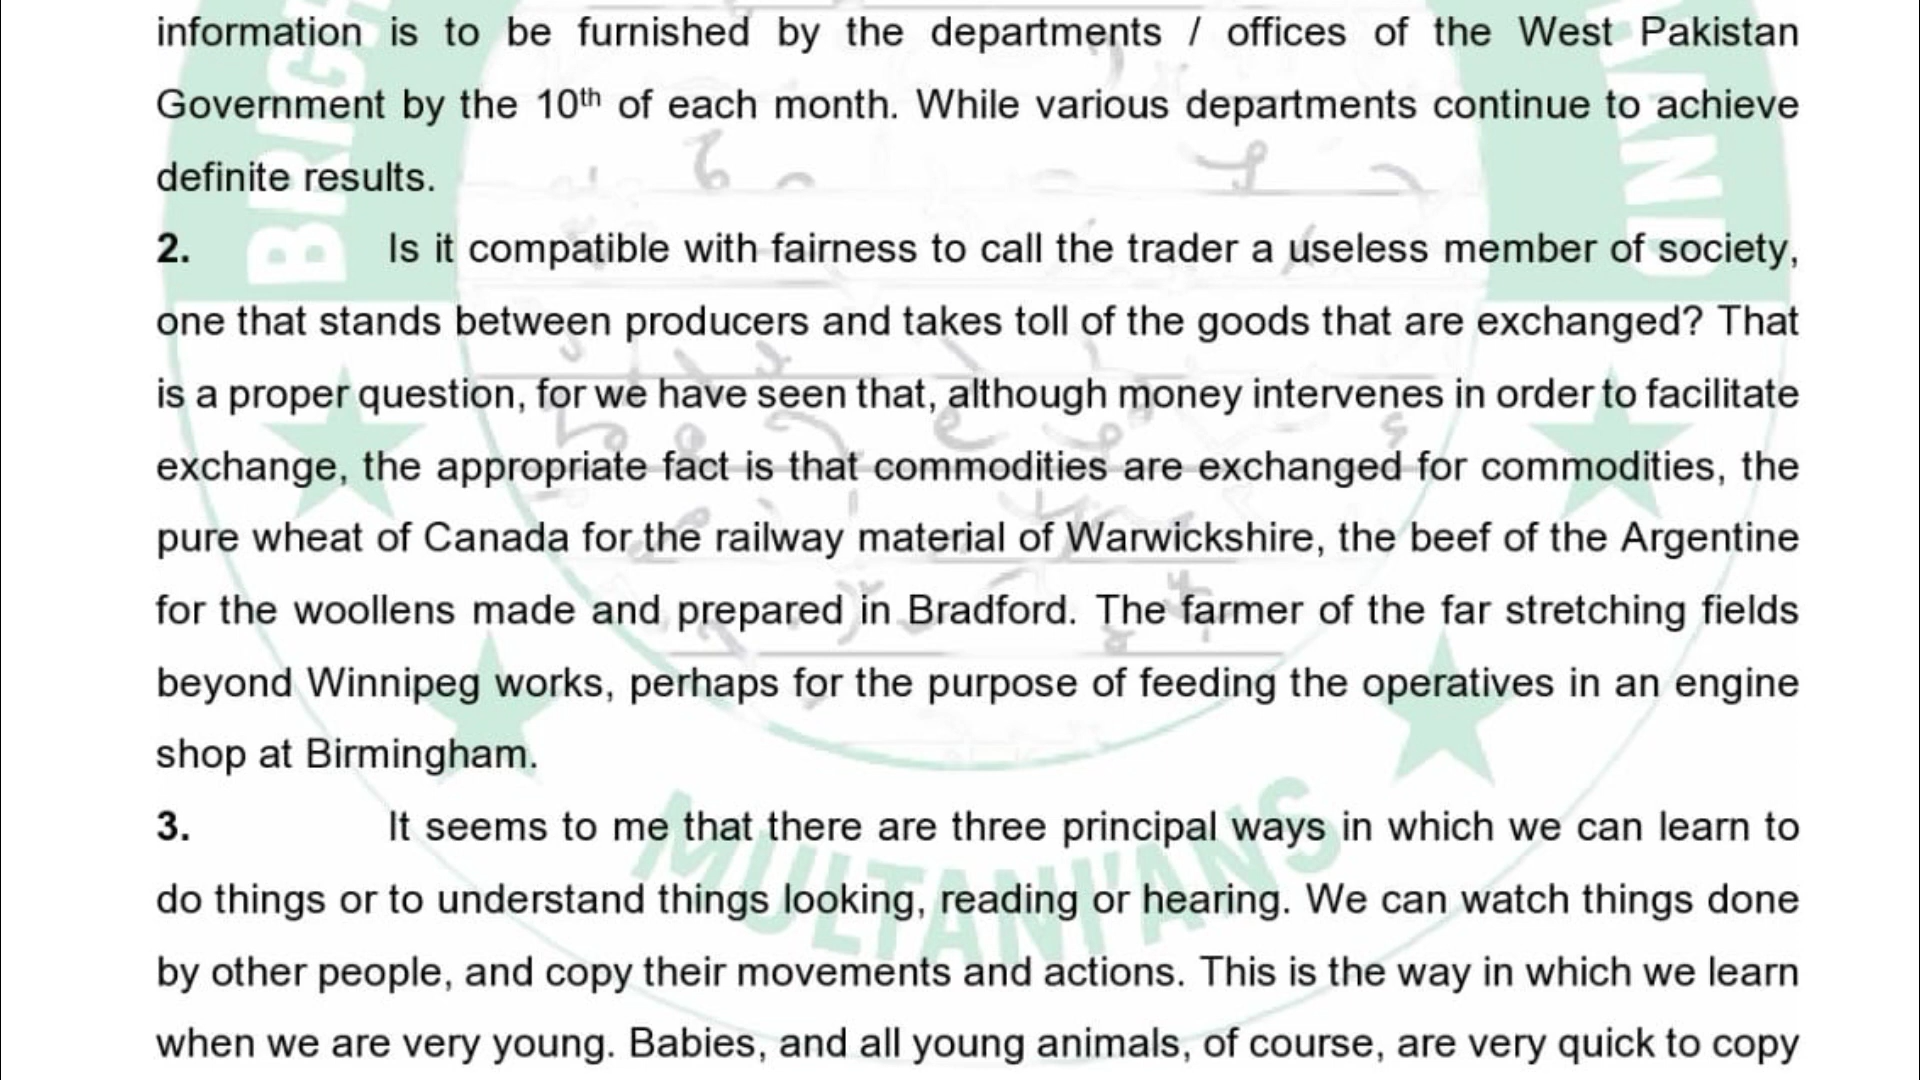 information is to be furnished by the departments / offices of the West Pakistan
Government by the 10th of each month. While various departments continue to achieve
definite results.
2. Is it compatible with fairness to call the trader a useless member of society,
one that stands between producers and takes toll of the goods that are exchanged? That
is a proper question, for we have seen that, although money intervenes in order to facilitate
exchange, the appropriate fact is that commodities are exchanged for commodities, the
pure wheat of Canada for the railway material of Warwickshire, the beef of the Argentine
for the woollens made and prepared in Bradford. The farmer of the far stretching fields
beyond Winnipeg works, perhaps for the purpose of feeding the operatives in an engine
shop at Birmingham.
3. It seems to me that there are three principal ways in which we can learn to
do things or to understand things looking, reading or hearing. We can watch things done
by other people, and copy their movements and actions. This is the way in which we learn
when we are very young. Babies, and all young animals, of course, are very quick to copy
MULTANI'ANS